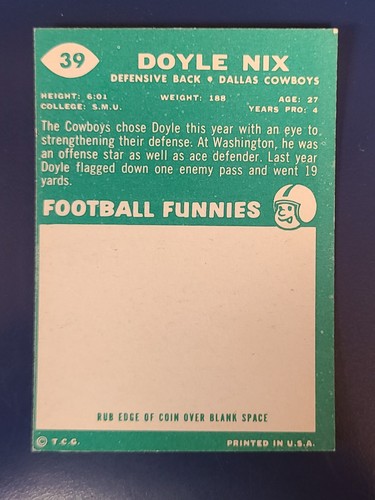 39
DOYLE NIX
DEFENSIVE BACK • DALLAS COWBOYS
HEIGHT: 6:01 WEIGHT: 188 AGE: 27
COLLEGE: S.M.U. YEARS PRO: 4
The Cowboys chose Doyle this year with an eye to
strengthening their defense. At Washington, he was
an offense star as well as ace defender. Last year
Doyle flagged down one enemy pass and went 19
yards.
FOOTBALL FUNNIES
RUB EDGE OF COIN OVER BLANK SPACE
© T.C.G. PRINTED IN U.S.A.